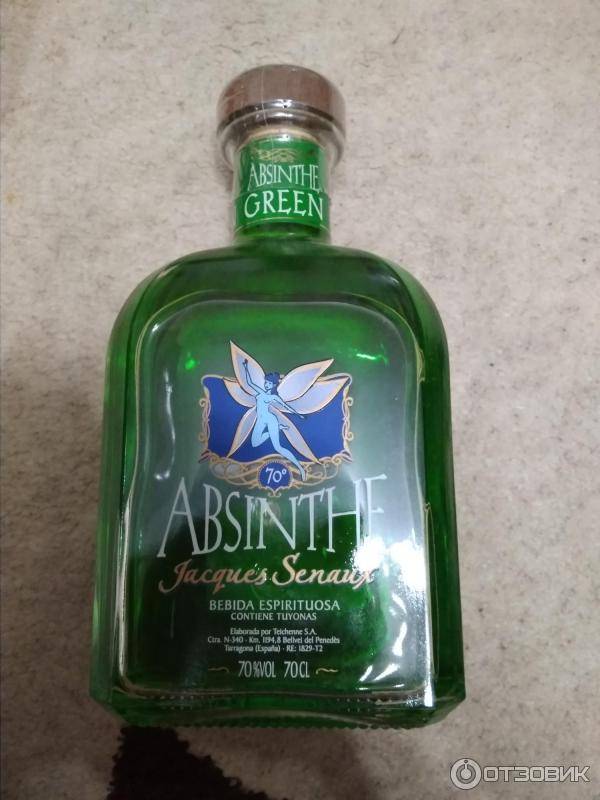 ABSINTHE
GREEN
70°
ABSINTHE
Jacques Senaux
BEBIDA ESPIRITUOSA
CONTIENE TUYONAS
Elaborada por Teichenne S.A.
Ctra. N-340 - Km. 1194,8 Bellvei del Penedès
Tarragona (España) - RE: 1829-T2
70%VOL 70CL
ОТЗОВИК